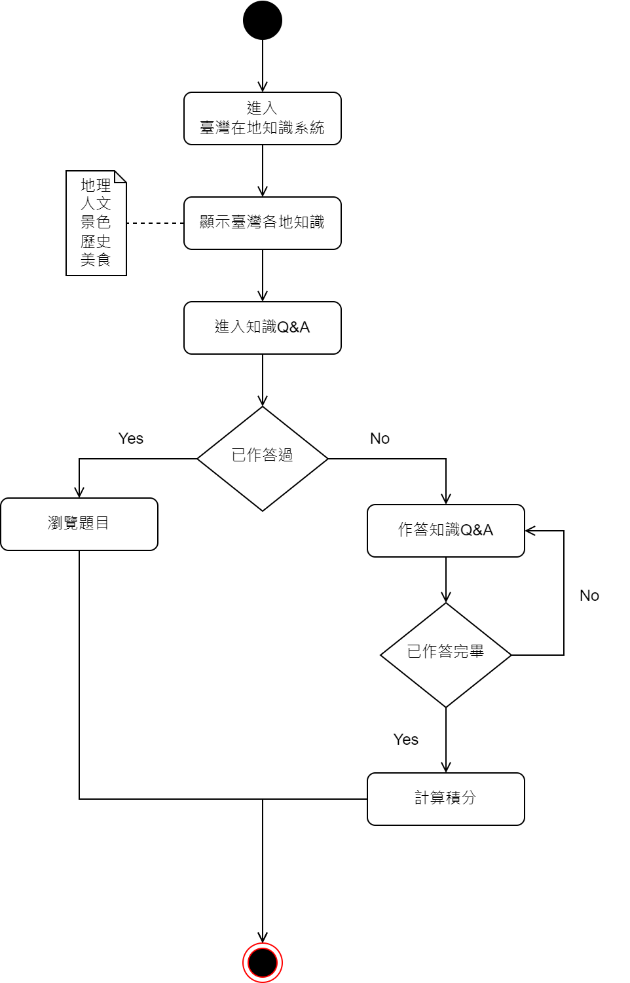 進入
臺灣在地知識系統
地理
人文
景色
歷史
美食
顯示臺灣各地知識
進入知識Q&A
Yes
已作答過
No
瀏覽題目
作答知識Q&A
No
已作答完畢
Yes
計算積分